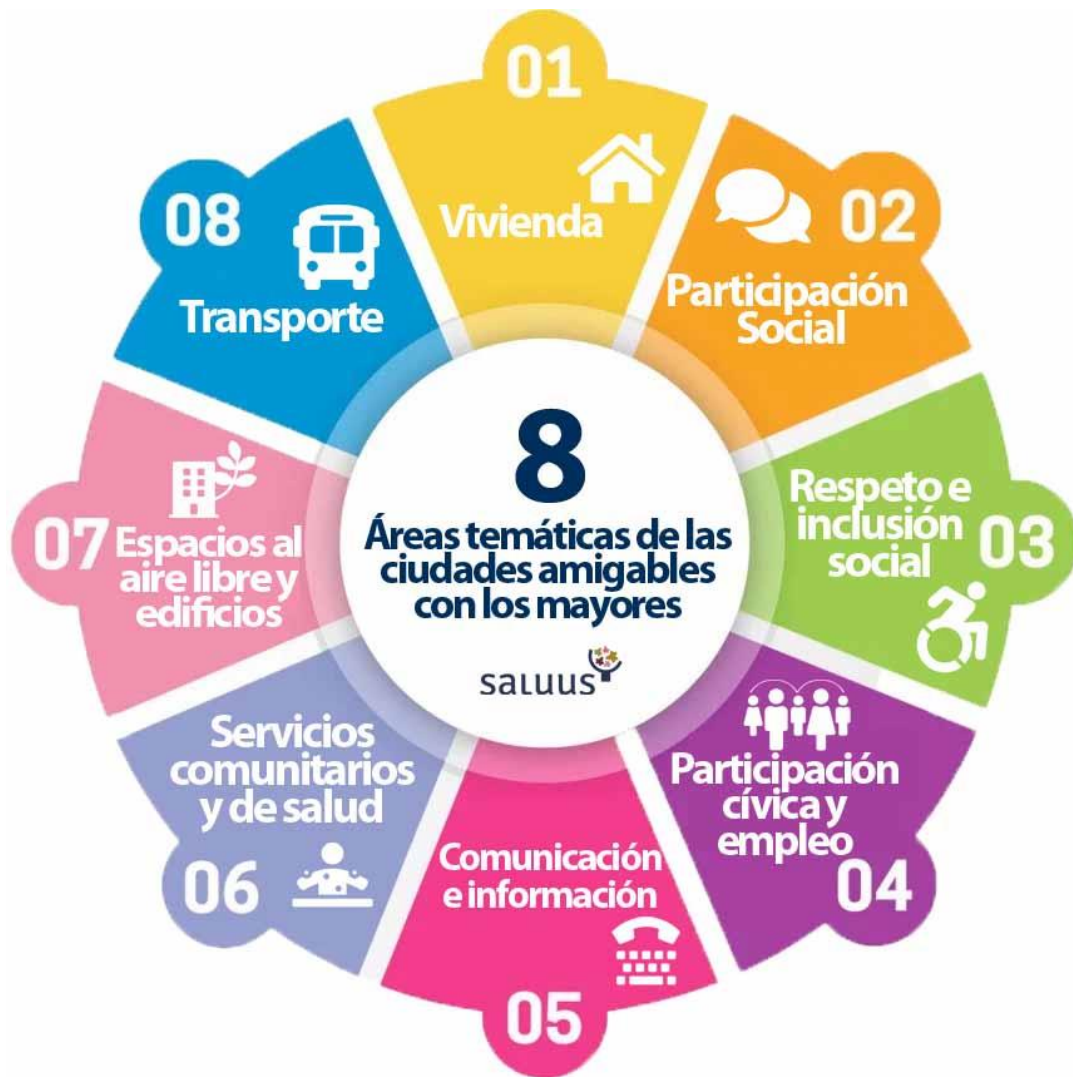 8
Áreas temáticas de las
ciudades amigables
con los mayores
saluus
01
Vivienda
02
Participación
Social
Respeto e
inclusión
social
03
Participación
cívica y
empleo
04
Comunicación
e información
05
Servicios
comunitarios
y de salud
06
07
Espacios al
aire libre y
edificios
08
Transporte